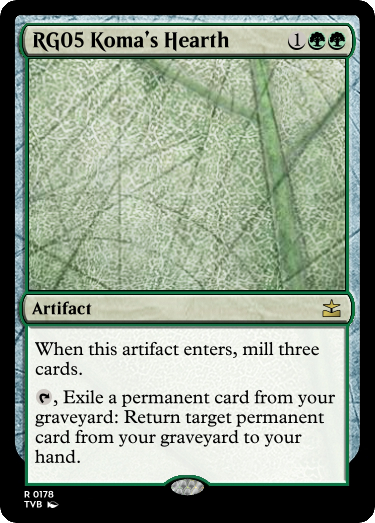 RG05 Koma's Hearth 1
Artifact
When this artifact enters, mill three
cards.
, Exile a permanent card from your
graveyard: Return target permanent
card from your graveyard to your
hand.
R 0178
TVB